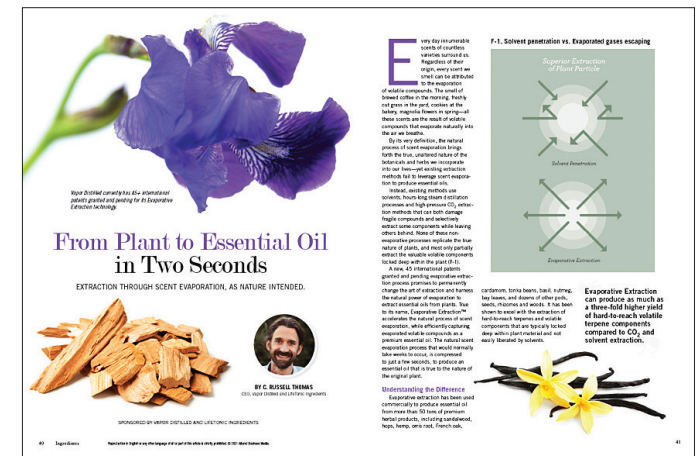 Vapor Distilled currently has 45+ international
patents granted and pending for its Evaporative
Extraction technology.
From Plant to Essential Oil
in Two Seconds
EXTRACTION THROUGH SCENT EVAPORATION, AS NATURE INTENDED.
BY C. RUSSELL THOMAS
CEO, Vapor Distilled and Lifetonic Ingredients
SPONSORED BY VAPOR DISTILLED AND LIFETONIC INGREDIENTS
40 Ingredients
Every day innumerable
scents of countless
varieties surround us.
Regardless of their
origin, every scent we
smell can be attributed
to the evaporation
of volatile compounds. The smell of
brewed coffee in the morning, freshly
cut grass in the yard, cookies at the
bakery, magnolia flowers in spring—all
these scents are the result of volatile
compounds that evaporate naturally into
the air we breathe.
By its very definition, the natural
process of scent evaporation brings
forth the true, unaltered nature of the
botanicals and herbs we incorporate
into our lives—yet existing extraction
methods fail to leverage scent evapora-
tion to produce essential oils.
Instead, existing methods use
solvents, hours-long steam distillation
processes and high-pressure CO₂ extrac-
tion methods that can both damage
fragile compounds and selectively
extract some components while leaving
others behind. None of these non-
evaporative processes replicate the true
nature of plants, and most only partially
extract the valuable volatile components
locked deep within the plant (F-1).
A new, 45 international patents
granted and pending evaporative extrac-
tion process promises to permanently
change the art of extraction and harness
the natural power of evaporation to
extract essential oils from plants. True
to its name, Evaporative Extraction™
accelerates the natural process of scent
evaporation, while efficiently capturing
evaporated volatile compounds as a
premium essential oil. The natural scent
evaporation process that would normally
take weeks to occur, is compressed
to just a few seconds, to produce an
essential oil that is true to the nature of
the original plant.
Understanding the Difference
Evaporative extraction has been used
commercially to produce essential oil
from more than 50 tons of premium
herbal products, including sandalwood,
hops, hemp, orris root, French oak,
F-1. Solvent penetration vs. Evaporated gases escaping
Superior Extraction
of Plant Particle
Solvent Penetration
Evaporative Extraction
cardamom, tonka beans, basil, nutmeg,
bay leaves, and dozens of other pods,
seeds, rhizomes and woods. It has been
shown to excel with the extraction of
hard-to-reach terpenes and volatile
components that are typically locked
deep within plant material and not
easily liberated by solvents.
Evaporative Extraction
can produce as much as
a three-fold higher yield
of hard-to-reach volatile
terpene components
compared to CO₂ and
solvent extraction.
41